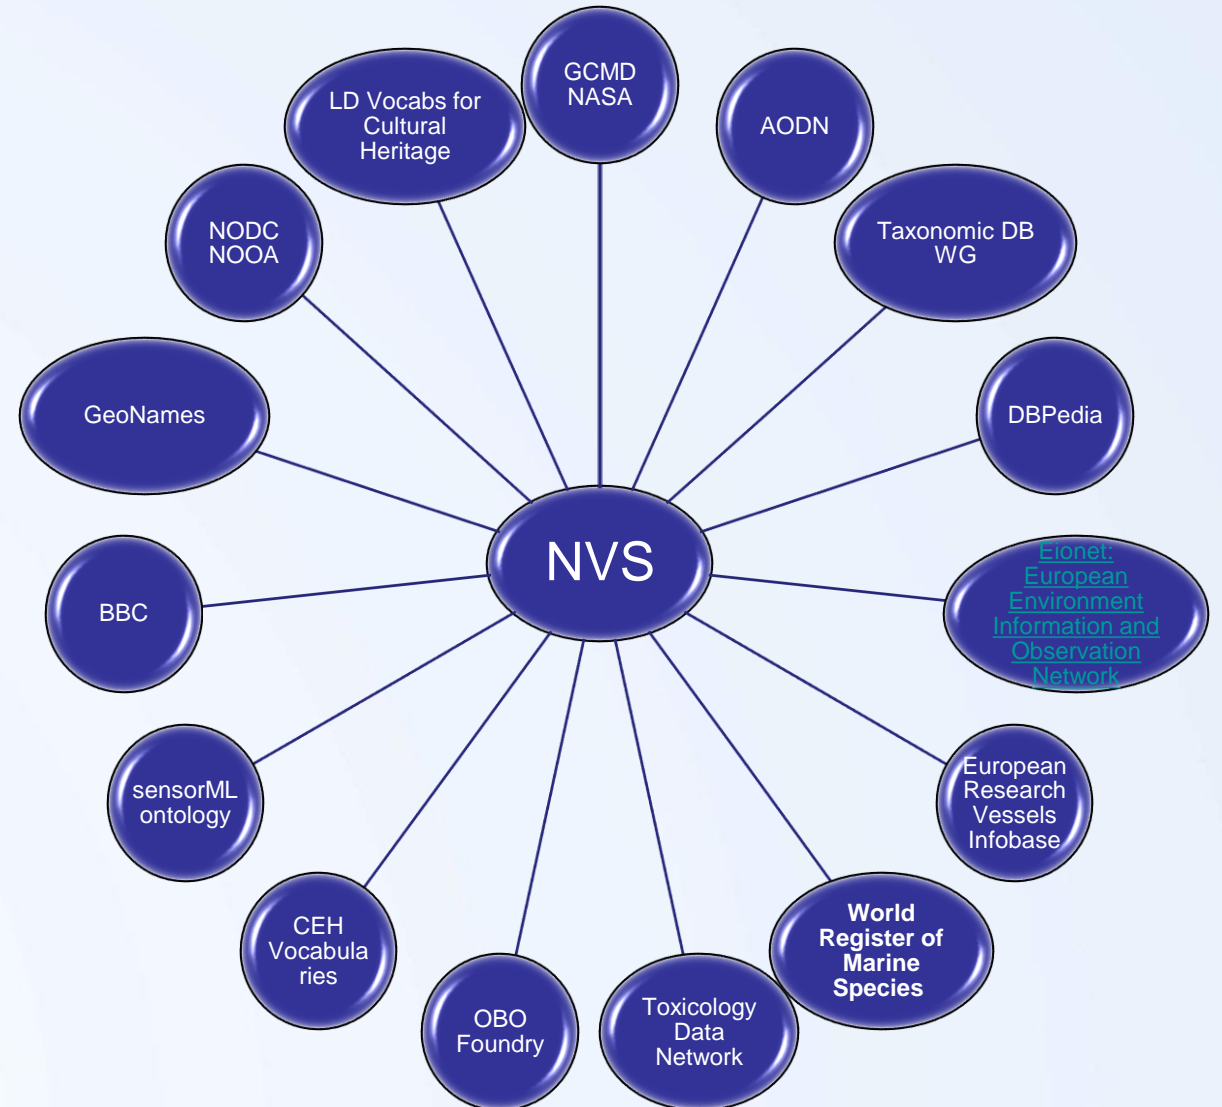 GCMD
NASA
LD Vocabs for
Cultural
Heritage
AODN
NODC
NOOA
Taxonomic DB
WG
GeoNames
DBPedia
NVS
Eionet:
European
Environment
Information and
Observation
Network
BBC
sensorML
ontology
European
Research
Vessels
Infobase
CEH
Vocabula
ries
World
Register of
Marine
Species
OBO
Foundry
Toxicology
Data
Network